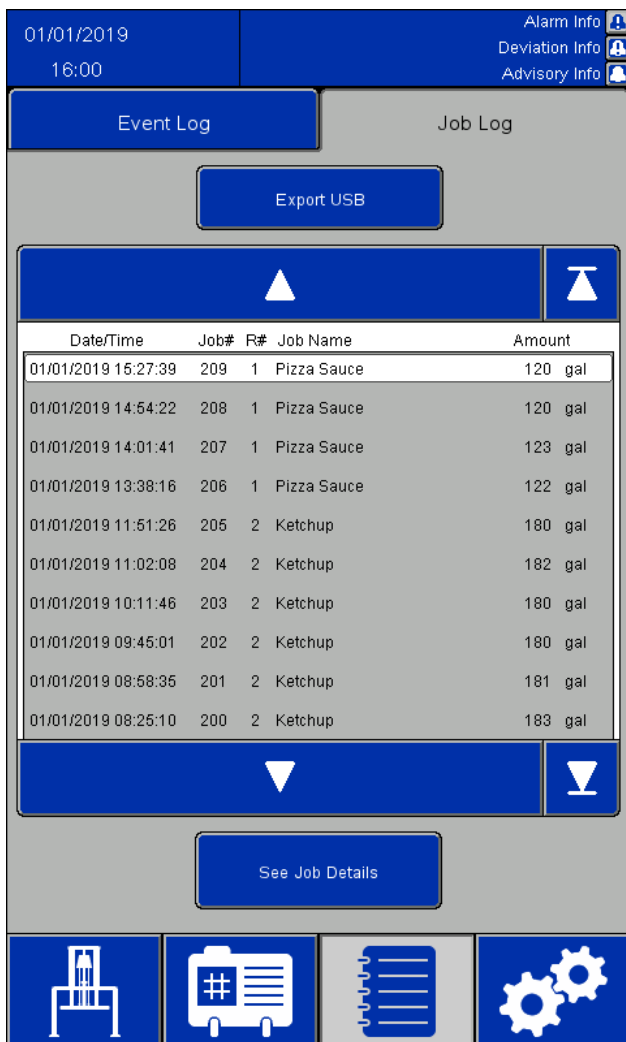 01/01/2019
16:00
Alarm Info
Deviation Info
Advisory Info
Event Log
Job Log
Export USB
Date/Time Job# R# Job Name Amount
01/01/2019 15:27:39 209 1 Pizza Sauce 120 gal
01/01/2019 14:54:22 208 1 Pizza Sauce 120 gal
01/01/2019 14:01:41 207 1 Pizza Sauce 123 gal
01/01/2019 13:38:16 206 1 Pizza Sauce 122 gal
01/01/2019 11:51:26 205 2 Ketchup 180 gal
01/01/2019 11:02:08 204 2 Ketchup 182 gal
01/01/2019 10:11:46 203 2 Ketchup 180 gal
01/01/2019 09:45:01 202 2 Ketchup 180 gal
01/01/2019 08:58:35 201 2 Ketchup 181 gal
01/01/2019 08:25:10 200 2 Ketchup 183 gal
See Job Details
#